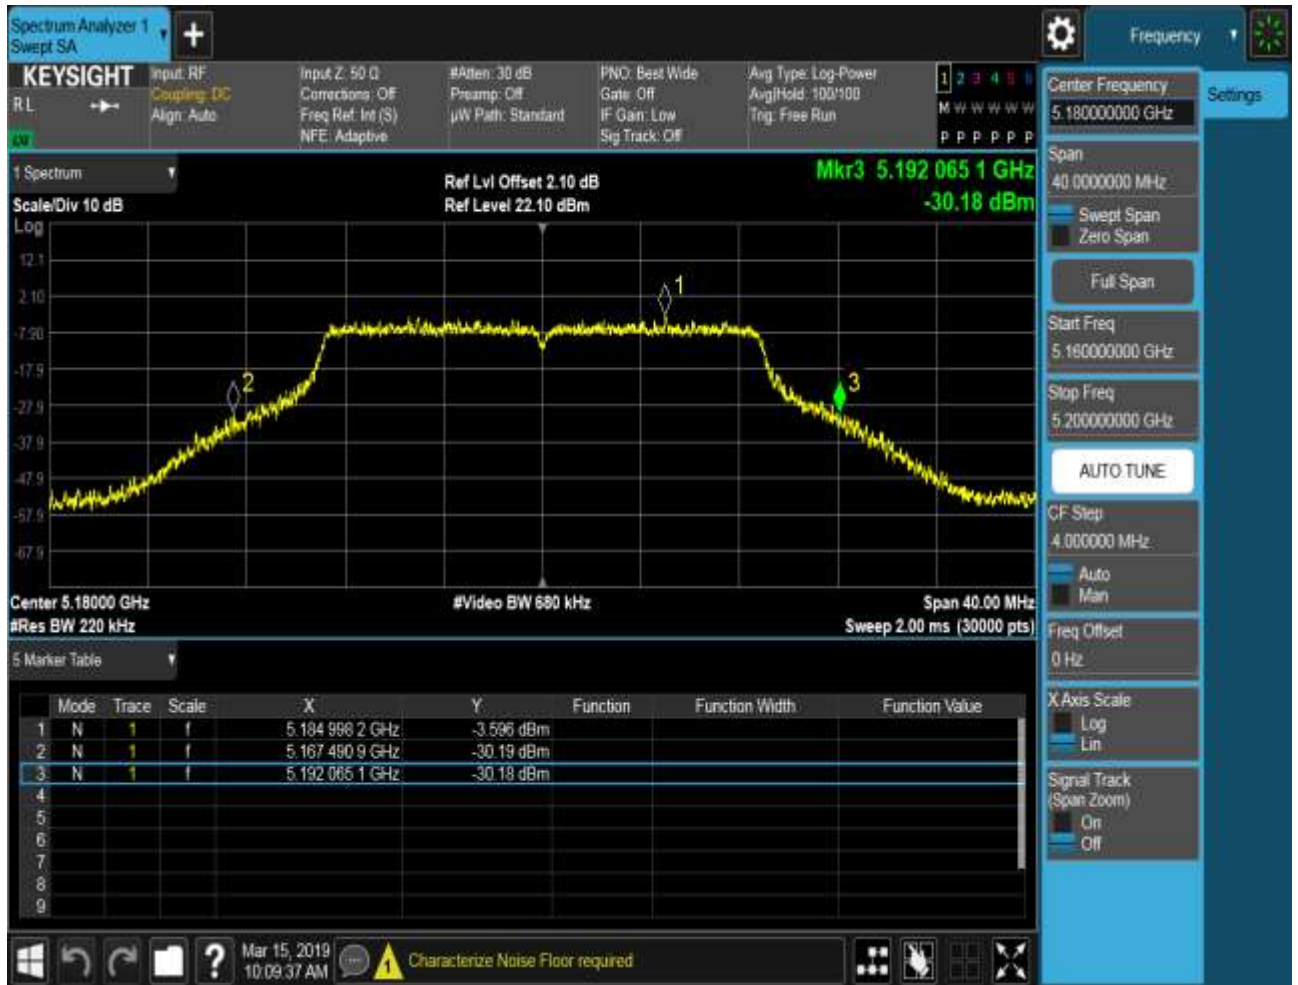 Spectrum Analyzer 1
Swept SA
Frequency
KEYSIGHT
RL
Input: RF
Coupling: DC
Align: Auto
Input Z: 50 Ω
Corrections: Off
Freq Ref: Int (S)
NFE: Adaptive
#Atten: 30 dB
Preamp: Off
µW Path: Standard
PNO: Best Wide
Gate: Off
IF Gain: Low
Sig Track: Off
Avg Type: Log-Power
Avg|Hold: 100/100
Trig: Free Run
1 2 3 4 5 6
M W W W W W
P P P P P P
1 Spectrum
Scale/Div 10 dB
Ref Lvl Offset 2.10 dB
Ref Level 22.10 dBm
Mkr3 5.192 065 1 GHz
-30.18 dBm
Log
12.1
2.10
-7.90
-17.9
-27.9
-37.9
-47.9
-57.9
-67.9
1
2
3
Center 5.18000 GHz
#Res BW 220 kHz
#Video BW 680 kHz
Span 40.00 MHz
Sweep 2.00 ms (30000 pts)
5 Marker Table
Mode Trace Scale X Y Function Function Width Function Value
1 N 1 f 5.184 998 2 GHz -3.596 dBm
2 N 1 f 5.167 490 9 GHz -30.19 dBm
3 N 1 f 5.192 065 1 GHz -30.18 dBm
4
5
6
7
8
9
Mar 15, 2019
10:09:37 AM
1
Characterize Noise Floor required
Center Frequency
5.180000000 GHz
Settings
Span
40.0000000 MHz
Swept Span
Zero Span
Full Span
Start Freq
5.160000000 GHz
Stop Freq
5.200000000 GHz
AUTO TUNE
CF Step
4.000000 MHz
Auto
Man
Freq Offset
0 Hz
X Axis Scale
Log
Lin
Signal Track
(Span Zoom)
On
Off